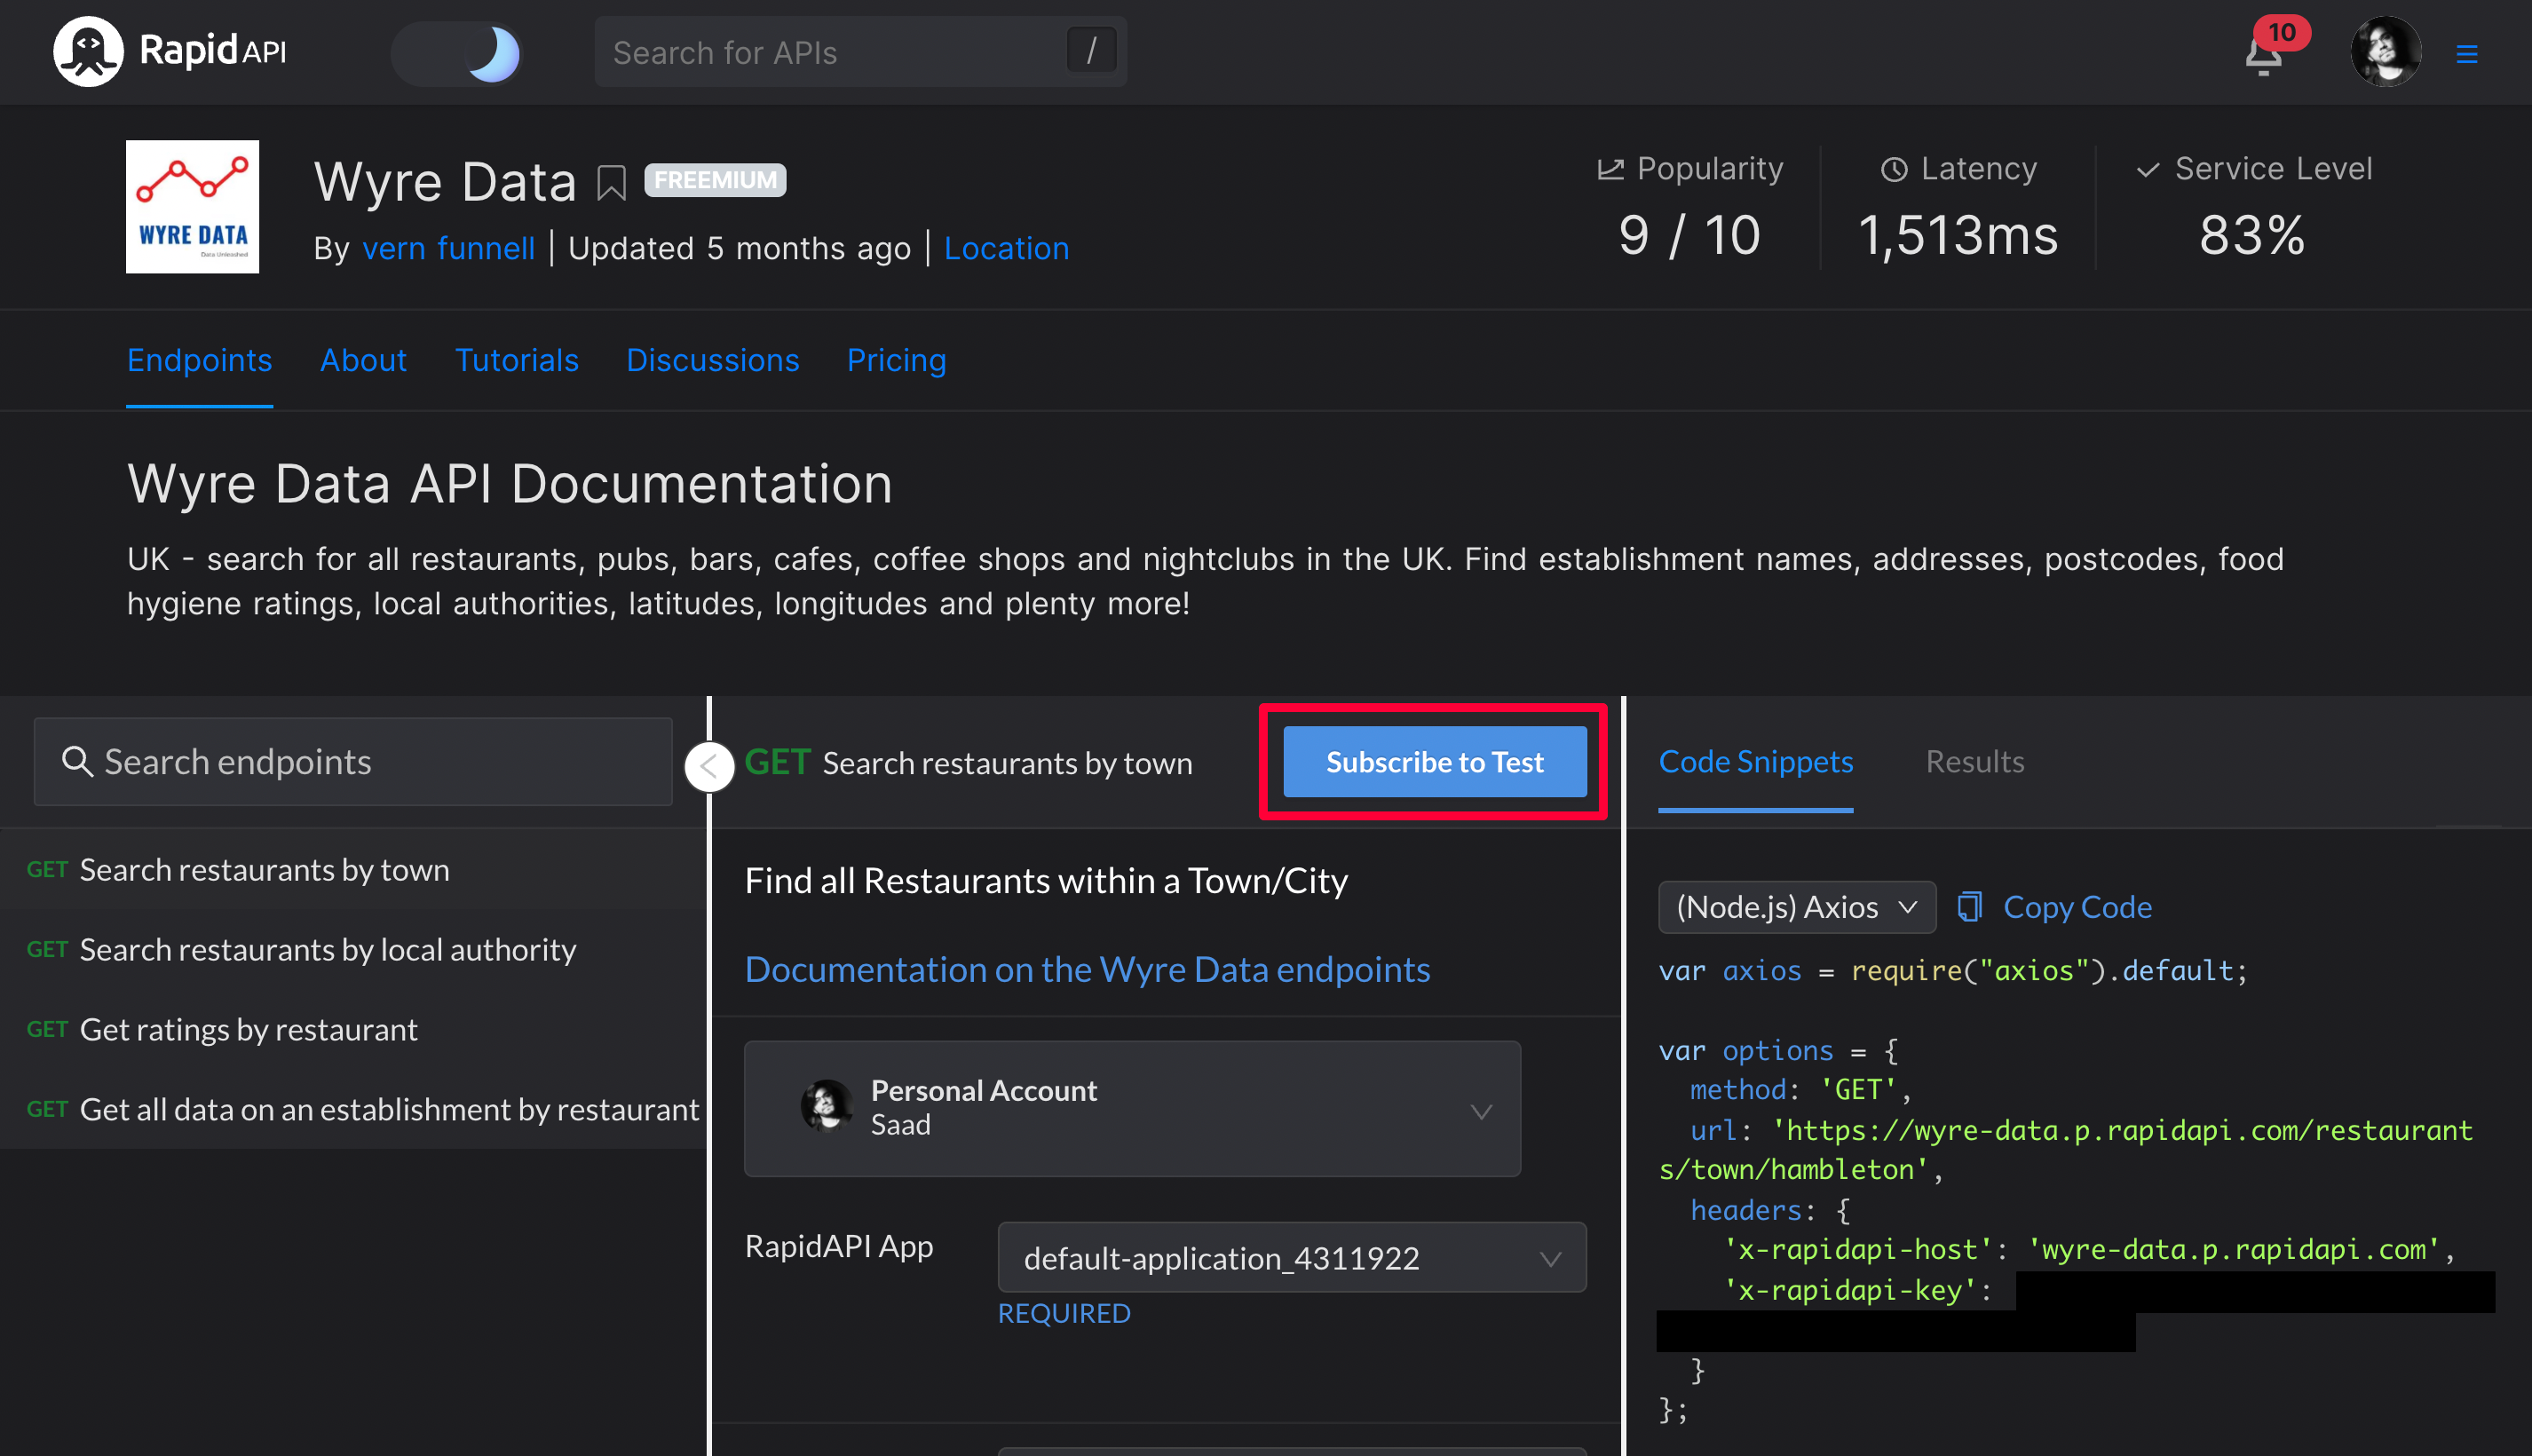 RapidAPI
Search for APIs
/
10
WYRE DATA
Data Unleashed
Wyre Data
FREEMIUM
By vern funnell | Updated 5 months ago | Location
Popularity
9 / 10
Latency
1,513ms
Service Level
83%
Endpoints
About
Tutorials
Discussions
Pricing
Wyre Data API Documentation
UK - search for all restaurants, pubs, bars, cafes, coffee shops and nightclubs in the UK. Find establishment names, addresses, postcodes, food
hygiene ratings, local authorities, latitudes, longitudes and plenty more!
Search endpoints
GET Search restaurants by town
GET Search restaurants by local authority
GET Get ratings by restaurant
GET Get all data on an establishment by restaurant
GET Search restaurants by town
Subscribe to Test
Find all Restaurants within a Town/City
Documentation on the Wyre Data endpoints
Personal Account
Saad
RapidAPI App
default-application_4311922
REQUIRED
Code Snippets
Results
(Node.js) Axios
Copy Code
var axios = require("axios").default;
var options = {
method: 'GET',
url: 'https://wyre-data.p.rapidapi.com/restaurant
s/town/hambleton',
headers: {
'x-rapidapi-host': 'wyre-data.p.rapidapi.com',
'x-rapidapi-key':
}
};